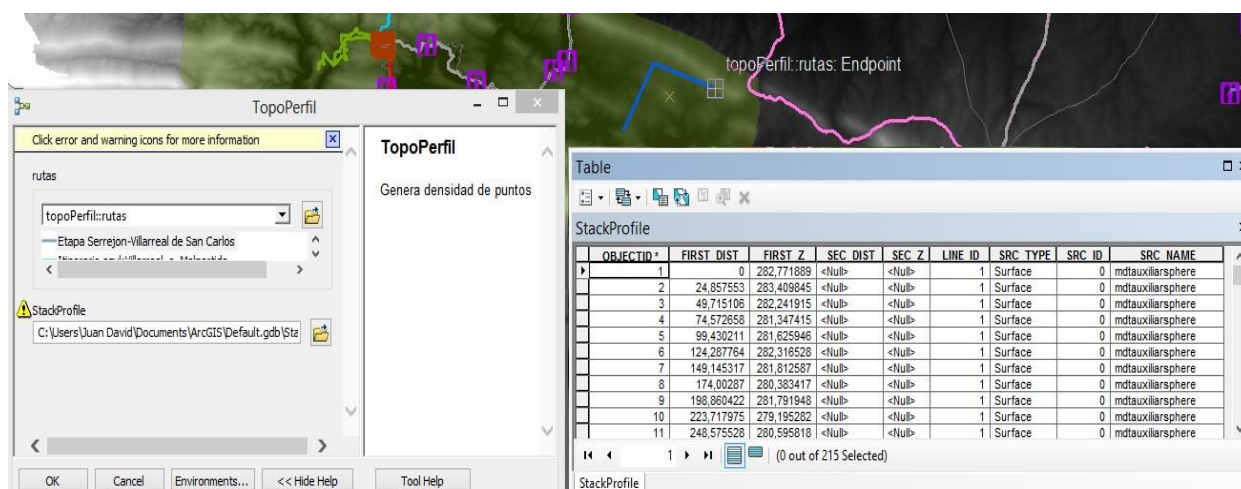 topoPerfil::rutas: Endpoint
TopoPerfil
Click error and warning icons for more information
rutas
topoPerfil::rutas
Etapa Serrejon-Villarreal de San Carlos
StackProfile
C:\Users\Juan David\Documents\ArcGIS\Default.gdb\Sta
OK Cancel Environments... << Hide Help Tool Help
TopoPerfil
Genera densidad de puntos
Table
StackProfile
OBJECTID * FIRST_DIST FIRST_Z SEC_DIST SEC_Z LINE_ID SRC_TYPE SRC_ID SRC_NAME
1 0 282,771889 <Null> <Null> 1 Surface 0 mdtauxiliarsphere
2 24,857553 283,409845 <Null> <Null> 1 Surface 0 mdtauxiliarsphere
3 49,715106 282,241915 <Null> <Null> 1 Surface 0 mdtauxiliarsphere
4 74,572658 281,347415 <Null> <Null> 1 Surface 0 mdtauxiliarsphere
5 99,430211 281,625946 <Null> <Null> 1 Surface 0 mdtauxiliarsphere
6 124,287764 282,316528 <Null> <Null> 1 Surface 0 mdtauxiliarsphere
7 149,145317 281,812587 <Null> <Null> 1 Surface 0 mdtauxiliarsphere
8 174,00287 280,383417 <Null> <Null> 1 Surface 0 mdtauxiliarsphere
9 198,860422 281,791948 <Null> <Null> 1 Surface 0 mdtauxiliarsphere
10 223,717975 279,195282 <Null> <Null> 1 Surface 0 mdtauxiliarsphere
11 248,575528 280,595818 <Null> <Null> 1 Surface 0 mdtauxiliarsphere
1 (0 out of 215 Selected)
StackProfile